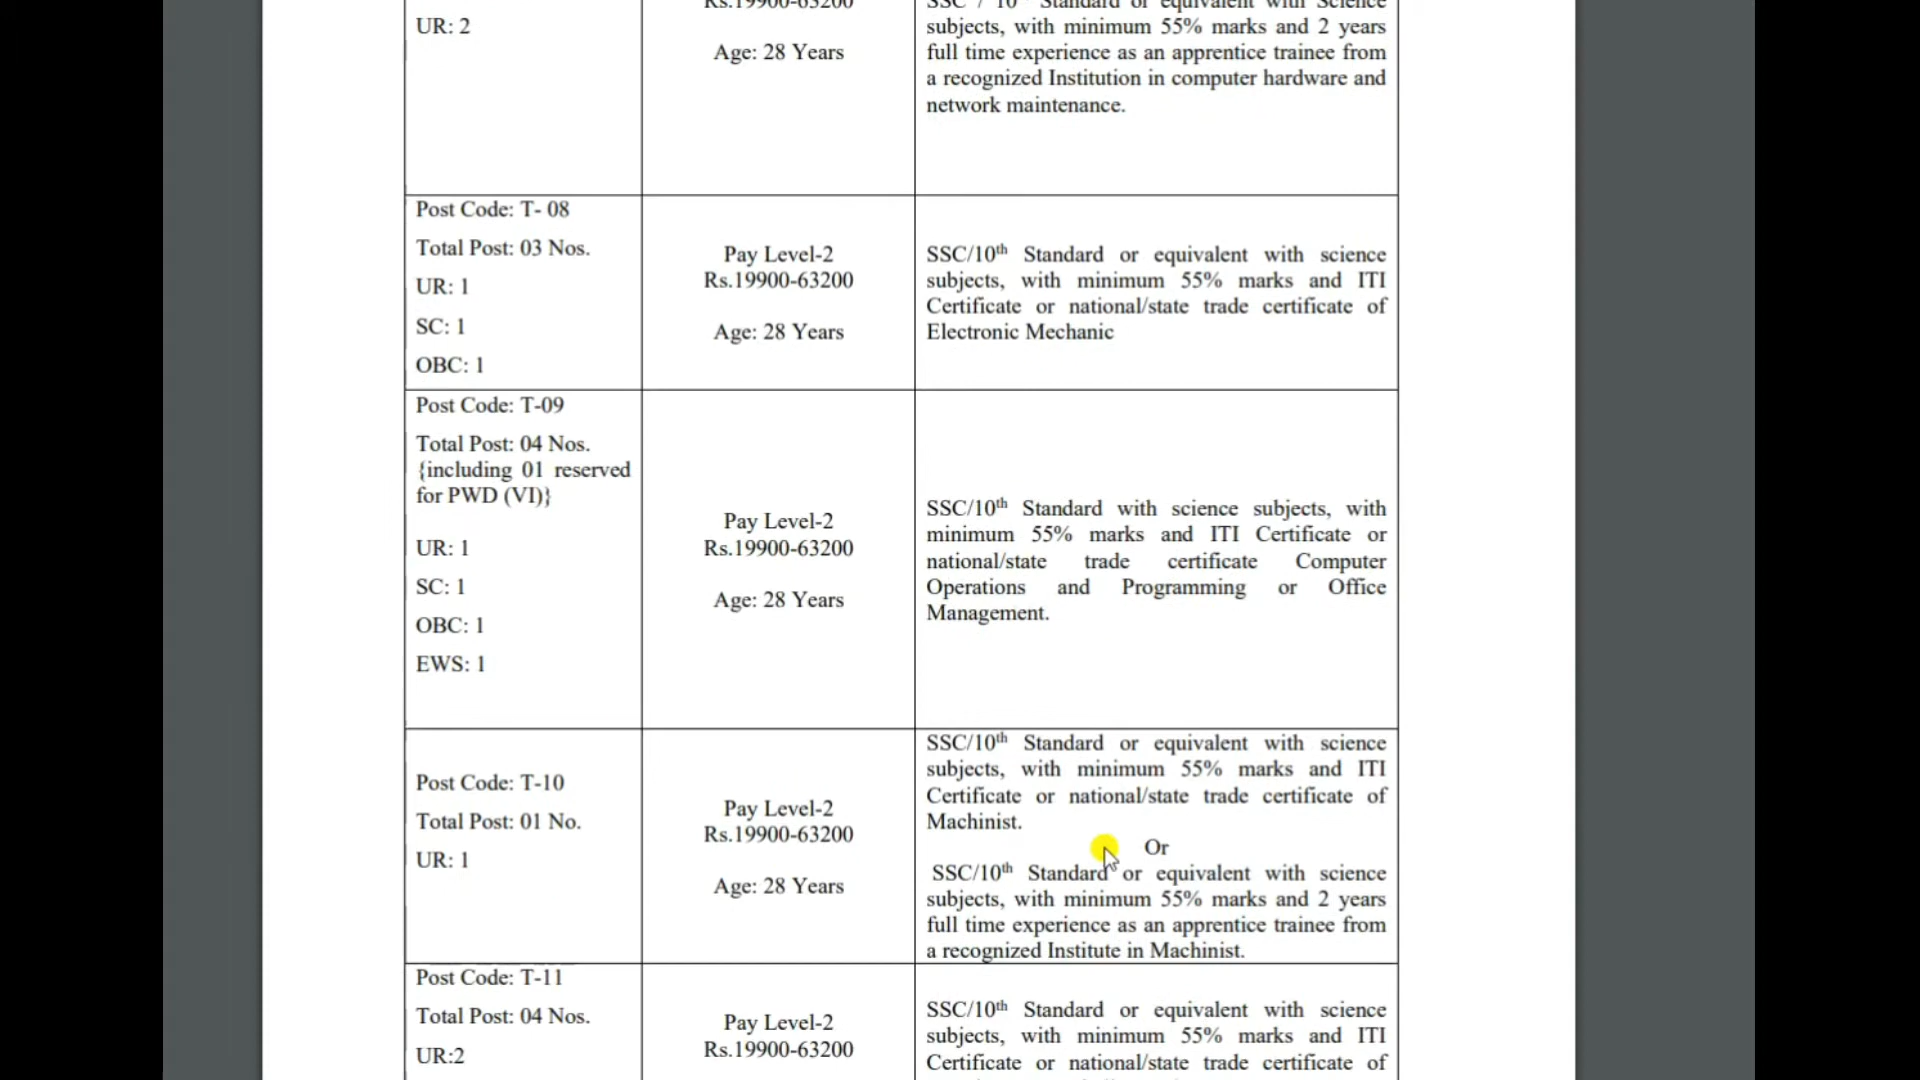 UR: 2
Rs.19900-63200
Age: 28 Years
SSC / 10th Standard or equivalent with Science
subjects, with minimum 55% marks and 2 years
full time experience as an apprentice trainee from
a recognized Institution in computer hardware and
network maintenance.
Post Code: T- 08
Total Post: 03 Nos.
UR: 1
SC: 1
OBC: 1
Pay Level-2
Rs.19900-63200
Age: 28 Years
SSC/10th Standard or equivalent with science
subjects, with minimum 55% marks and ITI
Certificate or national/state trade certificate of
Electronic Mechanic
Post Code: T-09
Total Post: 04 Nos.
{including 01 reserved
for PWD (VI)}
UR: 1
SC: 1
OBC: 1
EWS: 1
Pay Level-2
Rs.19900-63200
Age: 28 Years
SSC/10th Standard with science subjects, with
minimum 55% marks and ITI Certificate or
national/state trade certificate Computer
Operations and Programming or Office
Management.
Post Code: T-10
Total Post: 01 No.
UR: 1
Pay Level-2
Rs.19900-63200
Age: 28 Years
SSC/10th Standard or equivalent with science
subjects, with minimum 55% marks and ITI
Certificate or national/state trade certificate of
Machinist.
Or
SSC/10th Standard or equivalent with science
subjects, with minimum 55% marks and 2 years
full time experience as an apprentice trainee from
a recognized Institute in Machinist.
Post Code: T-11
Total Post: 04 Nos.
UR:2
Pay Level-2
Rs.19900-63200
SSC/10th Standard or equivalent with science
subjects, with minimum 55% marks and ITI
Certificate or national/state trade certificate of